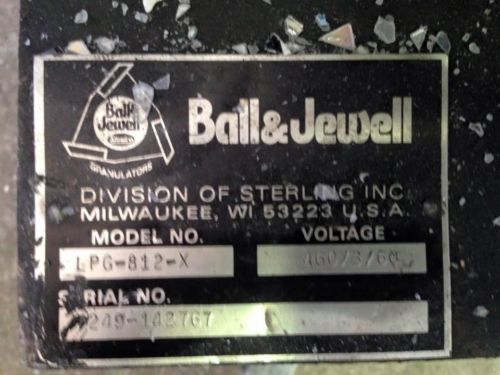 Ball & Jewell
GRANULATORS
Ball & Jewell
DIVISION OF STERLING INC.
MILWAUKEE, WI 53223 U.S.A.
MODEL NO. VOLTAGE
LPG-812-X 460/3/60
SERIAL NO.
249-142767